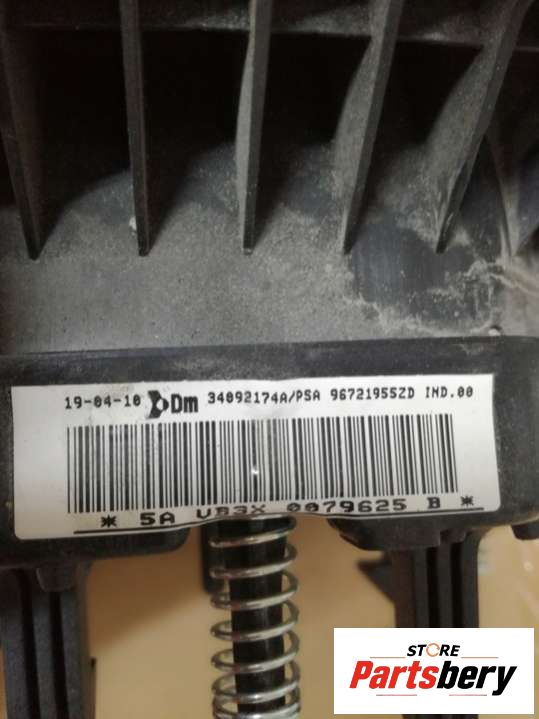 19-04-10 Dm 34092174A/PSA 96721955ZD IND.00
* 5A VB3X 0079625 B *
STORE
Partsbery